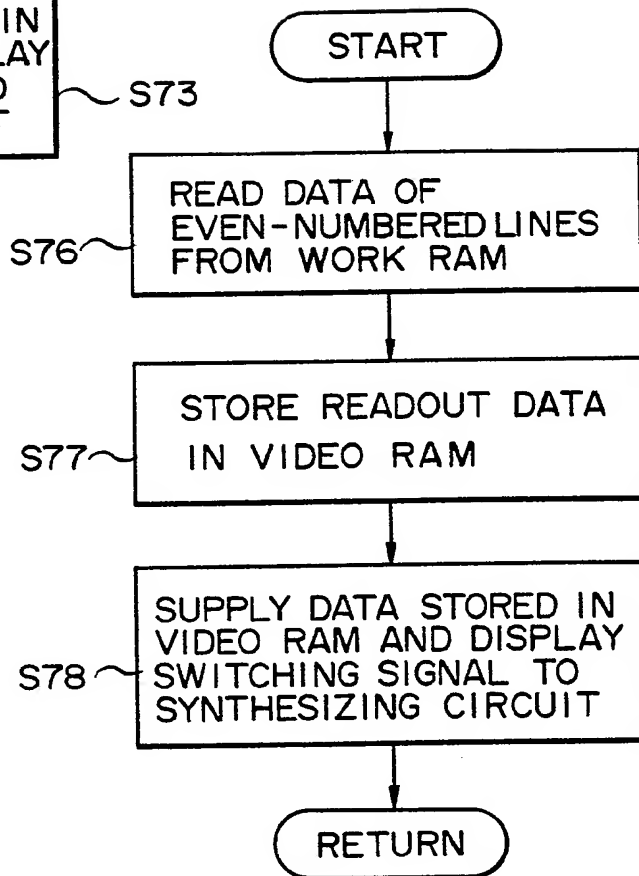 IN
LAY
S73
START
READ DATA OF
EVEN-NUMBERED LINES
FROM WORK RAM
S76
STORE READOUT DATA
IN VIDEO RAM
S77
SUPPLY DATA STORED IN
VIDEO RAM AND DISPLAY
SWITCHING SIGNAL TO
SYNTHESIZING CIRCUIT
S78
RETURN